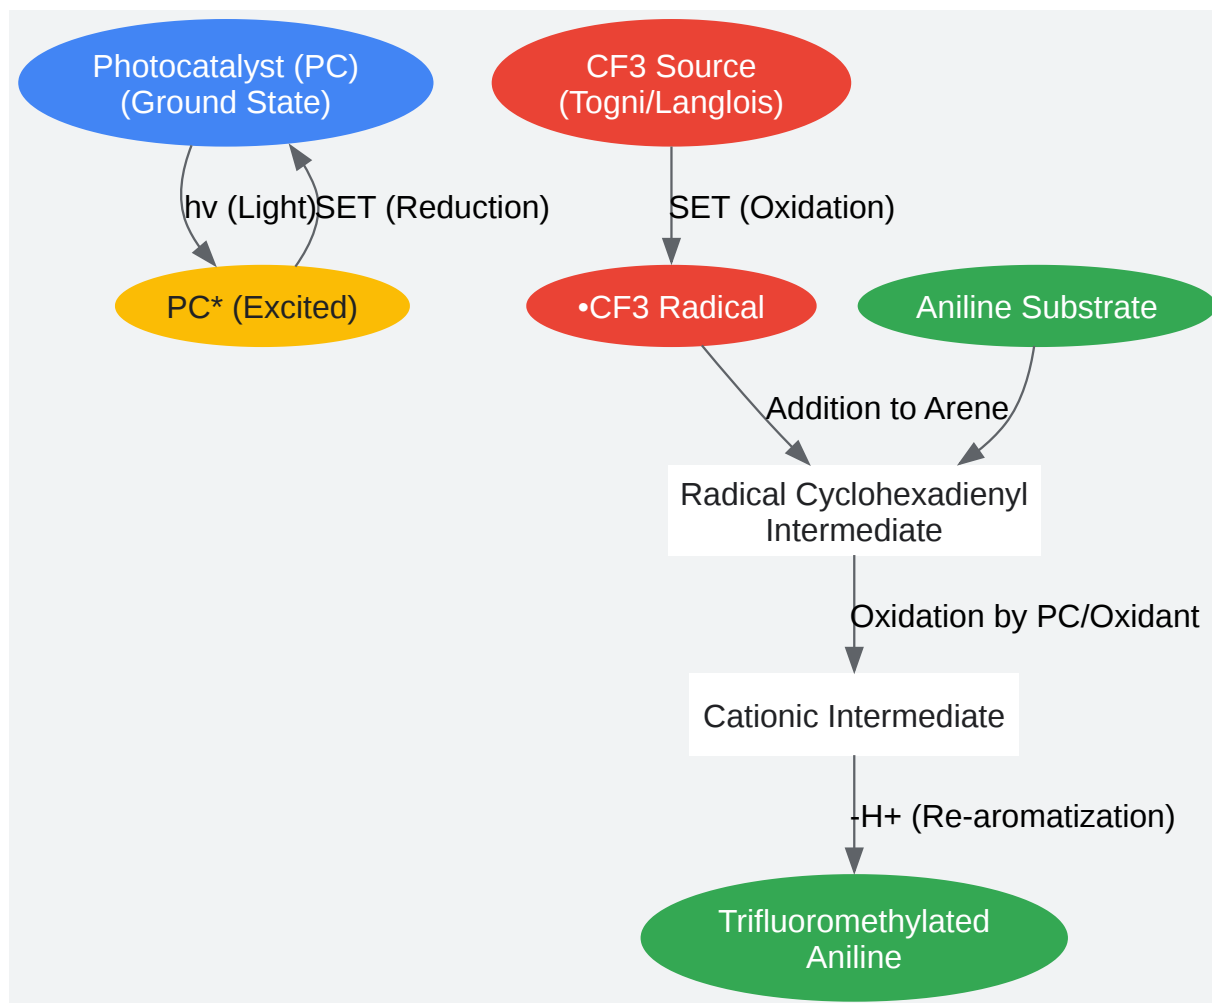 Photocatalyst (PC)
(Ground State)
CF3 Source
(Togni/Langlois)
hv (Light)
SET (Reduction)
SET (Oxidation)
PC* (Excited)
•CF3 Radical
Aniline Substrate
Addition to Arene
Radical Cyclohexadienyl
Intermediate
Oxidation by PC/Oxidant
Cationic Intermediate
-H+ (Re-aromatization)
Trifluoromethylated
Aniline